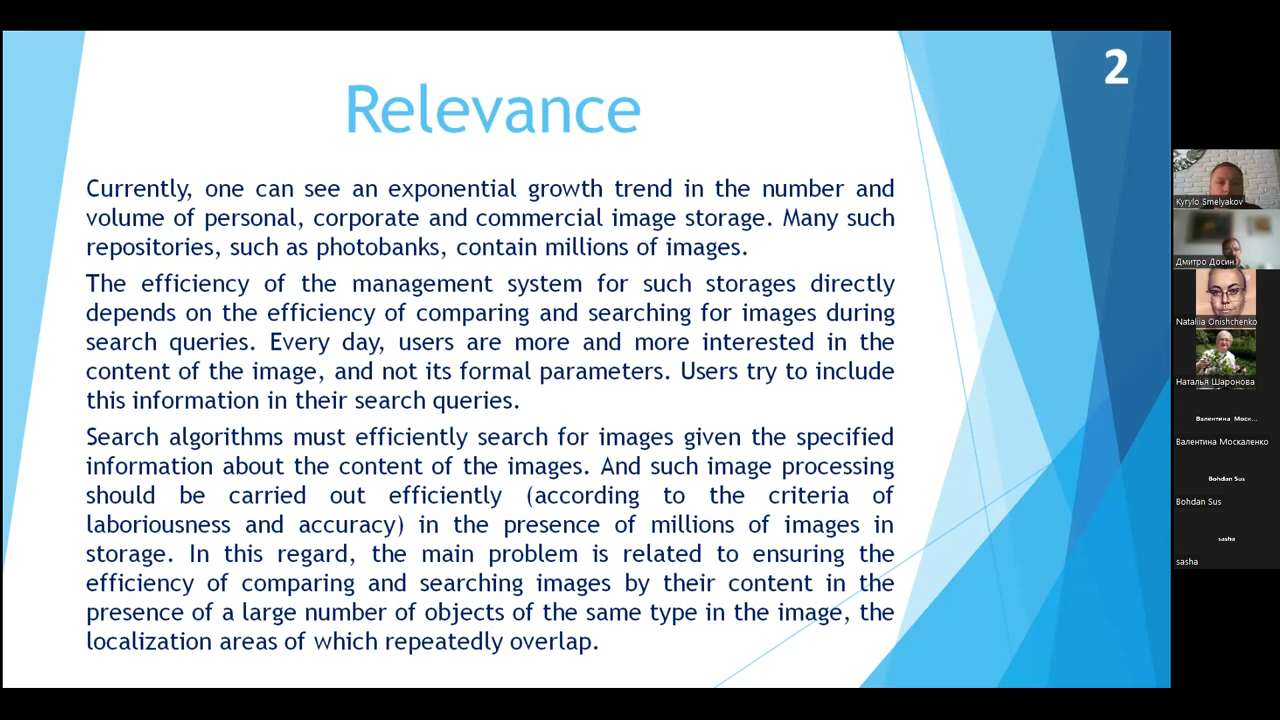 2
Relevance
Currently, one can see an exponential growth trend in the number and
volume of personal, corporate and commercial image storage. Many such
repositories, such as photobanks, contain millions of images.
The efficiency of the management system for such storages directly
depends on the efficiency of comparing and searching for images during
search queries. Every day, users are more and more interested in the
content of the image, and not its formal parameters. Users try to include
this information in their search queries.
Search algorithms must efficiently search for images given the specified
information about the content of the images. And such image processing
should be carried out efficiently (according to the criteria of
laboriousness and accuracy) in the presence of millions of images in
storage. In this regard, the main problem is related to ensuring the
efficiency of comparing and searching images by their content in the
presence of a large number of objects of the same type in the image, the
localization areas of which repeatedly overlap.
Kyrylo Smelyakov
Дмитро Досин
Nataliia Onishchenko
Наталья Шаронова
Валентина Моск...
Валентина Москаленко
Bohdan Sus
Bohdan Sus
sasha
sasha